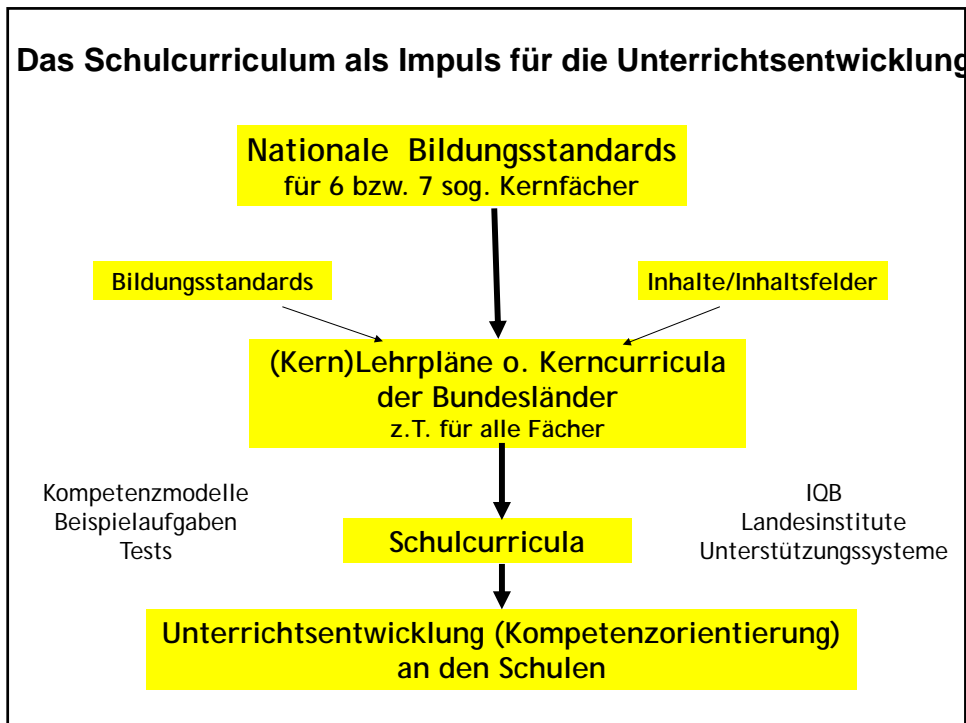 Das Schulcurriculum als Impuls für die Unterrichtsentwicklung
Nationale Bildungsstandards
für 6 bzw. 7 sog. Kernfächer
Bildungsstandards
Inhalte/Inhaltsfelder
(Kern)Lehrpläne o. Kerncurricula
der Bundesländer
z.T. für alle Fächer
Kompetenzmodelle
Beispielaufgaben
Tests
IQB
Landesinstitute
Unterstützungssysteme
Schulcurricula
Unterrichtsentwicklung (Kompetenzorientierung)
an den Schulen